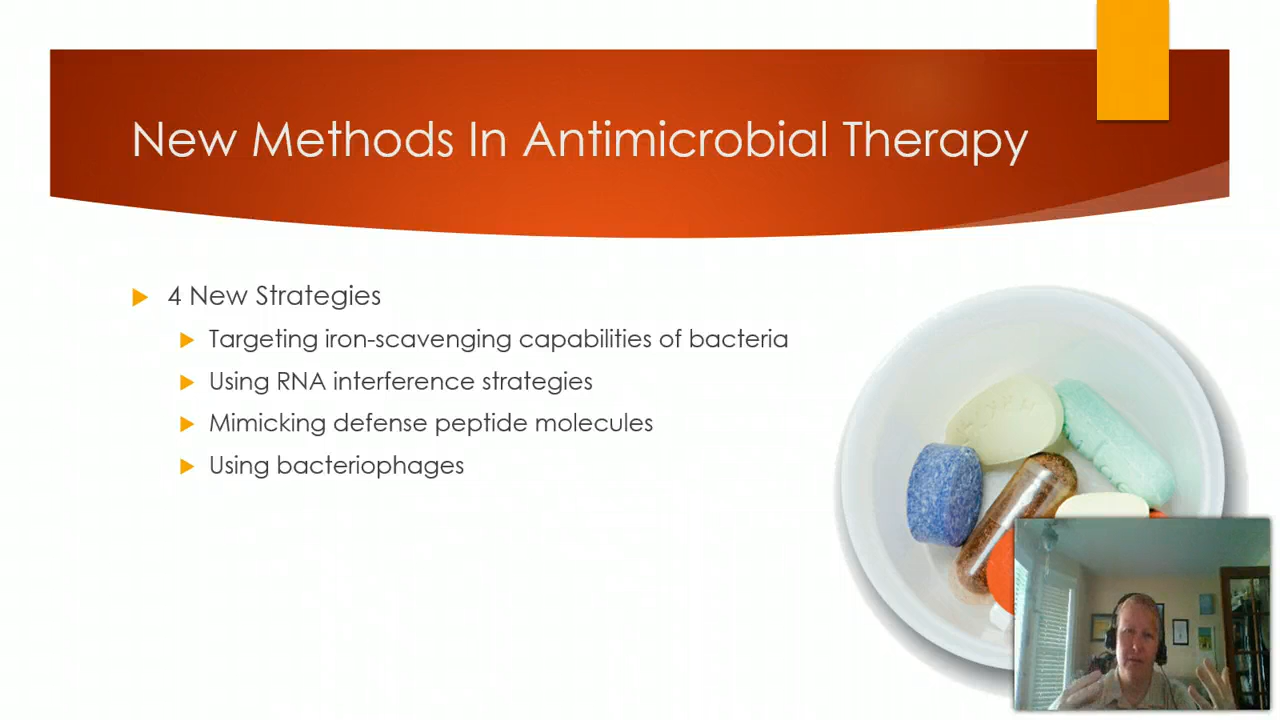 New Methods In Antimicrobial Therapy
4 New Strategies
Targeting iron-scavenging capabilities of bacteria
Using RNA interference strategies
Mimicking defense peptide molecules
Using bacteriophages